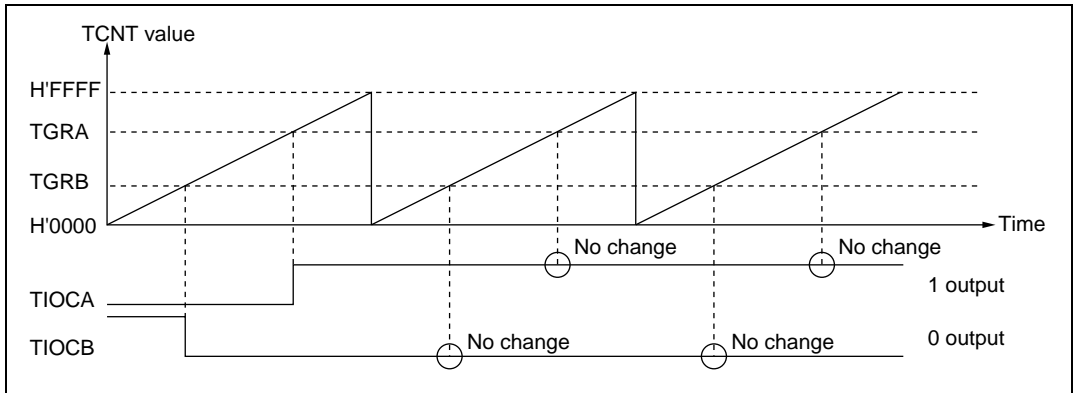 TCNT value
H'FFFF
TGRA
TGRB
H'0000
Time
No change
No change
TIOCA
1 output
No change
No change
TIOCB
0 output